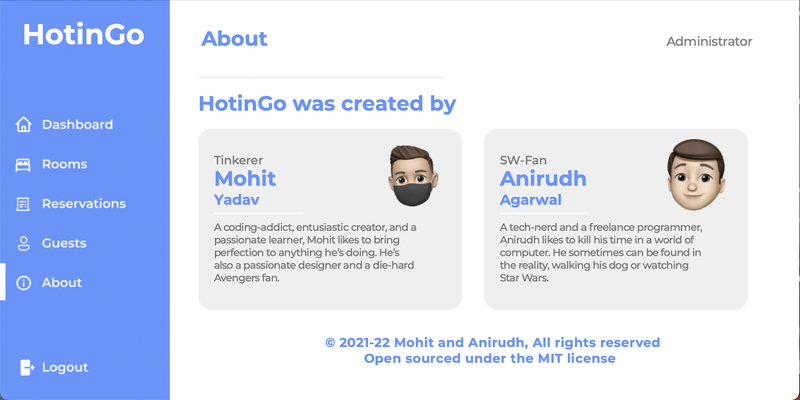 HotinGo
Dashboard
Rooms
Reservations
Guests
About
Logout
About
Administrator
HotinGo was created by
Tinkerer
Mohit
Yadav
A coding-addict, entusiastic creator, and a
passionate learner, Mohit likes to bring
perfection to anything he's doing. He's
also a passionate designer and a die-hard
Avengers fan.
SW-Fan
Anirudh
Agarwal
A tech-nerd and a freelance programmer,
Anirudh likes to kill his time in a world of
computer. He sometimes can be found in
the reality, walking his dog or watching
Star Wars.
© 2021-22 Mohit and Anirudh, All rights reserved
Open sourced under the MIT license